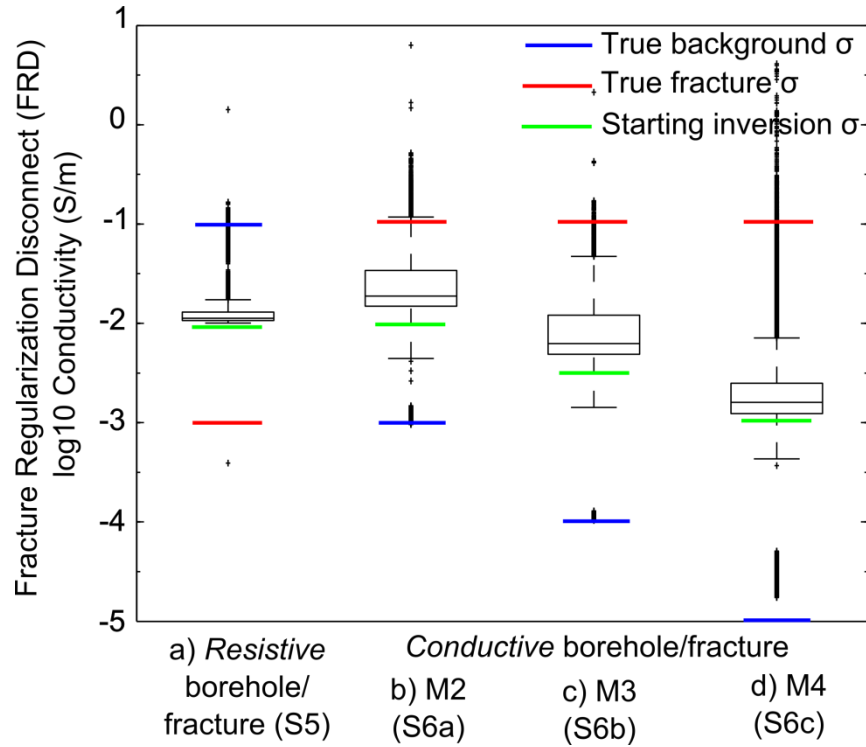 Fracture Regularization Disconnect (FRD)
log10 Conductivity (S/m)
1
0
-1
-2
-3
-4
-5
True background σ
True fracture σ
Starting inversion σ
a) Resistive
borehole/
fracture (S5)
Conductive borehole/fracture
b) M2
(S6a)
c) M3
(S6b)
d) M4
(S6c)